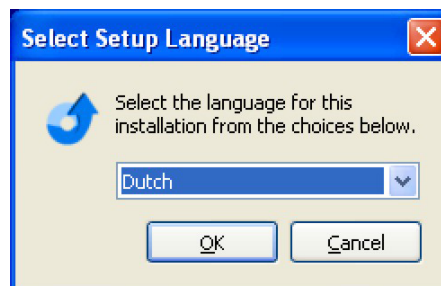 Select Setup Language
Select the language for this
installation from the choices below.
Dutch
OK
Cancel